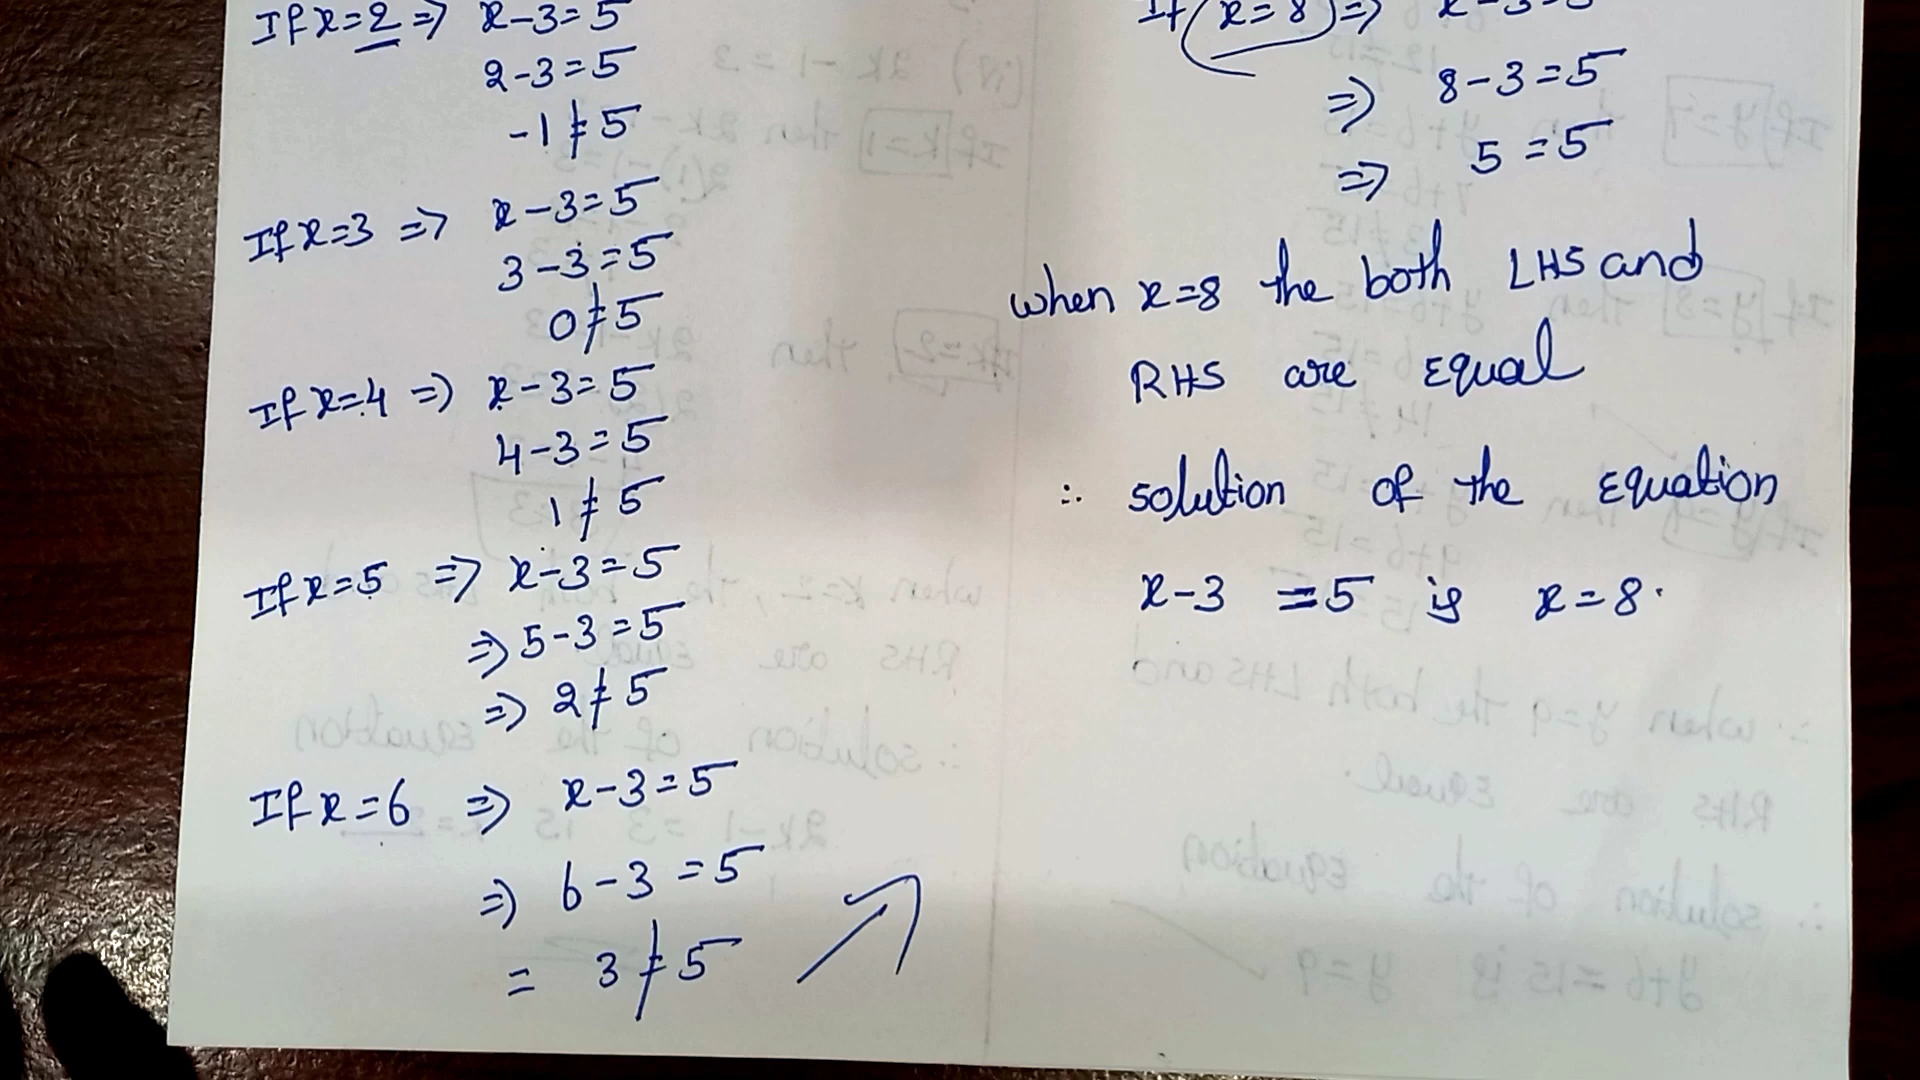 If x=2 => x-3=5
2-3=5
-1≠5
If x=3 => x-3=5
3-3=5
0≠5
If x=4 => x-3=5
4-3=5
1≠5
If x=5 => x-3=5
=> 5-3=5
=> 2≠5
If x=6 => x-3=5
=> 6-3=5
= 3≠5
If x=8 => x-3=5
=> 8-3=5
=> 5=5
when x=8 the both LHS and
RHS are Equal
∴ solution of the Equation
x-3 =5 is x=8.